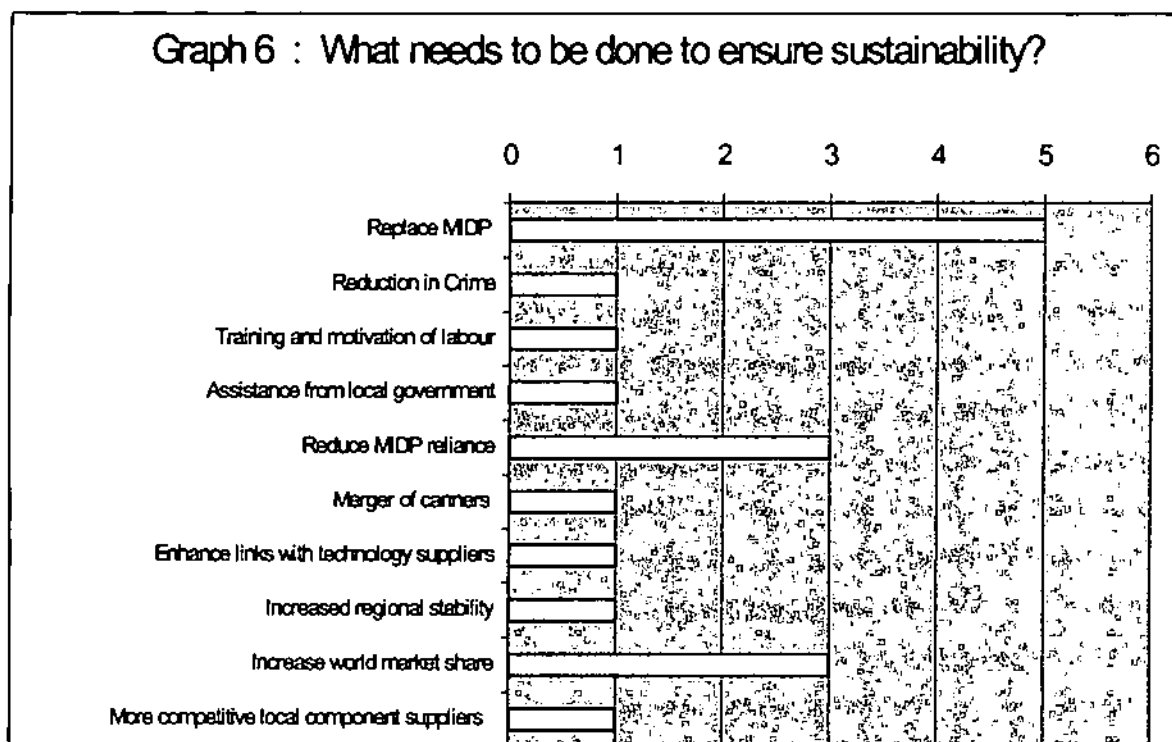 Graph 6 : What needs to be done to ensure sustainability?
0 1 2 3 4 5 6
Replace MIDP
Reduction in Crime
Training and motivation of labour
Assistance from local government
Reduce MIDP reliance
Merger of canners
Enhance links with technology suppliers
Increased regional stability
Increase world market share
More competitive local component suppliers